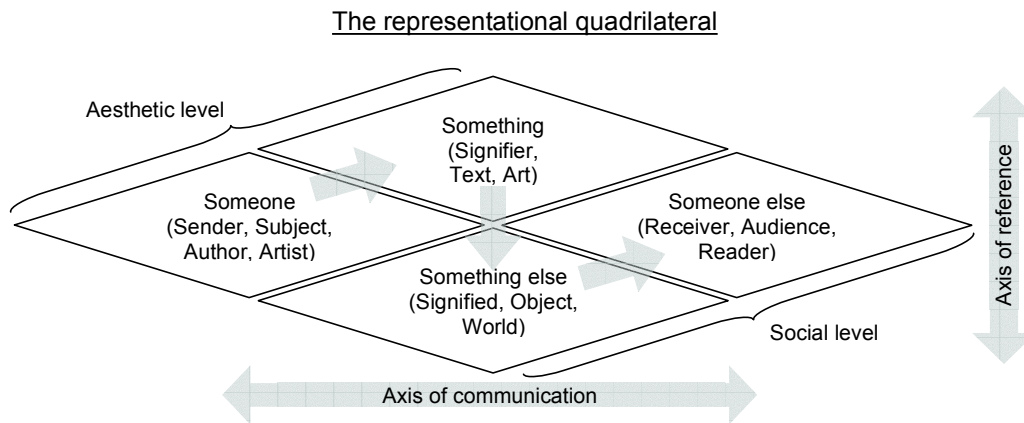 The representational quadrilateral
Aesthetic level
Something
(Signifier,
Text, Art)
Someone
(Sender, Subject,
Author, Artist)
Someone else
(Receiver, Audience,
Reader)
Something else
(Signified, Object,
World)
Social level
Axis of reference
Axis of communication